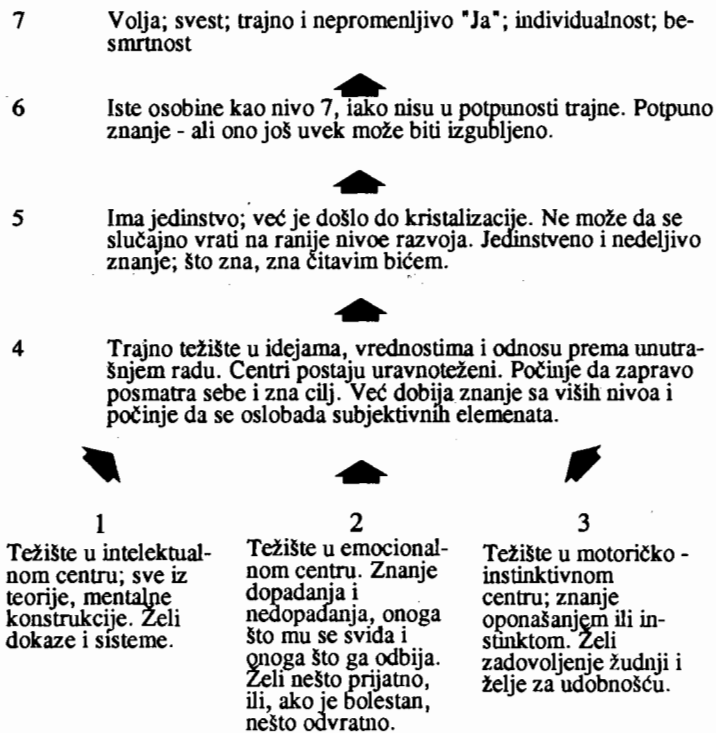 7 Volja; svest; trajno i nepromenljivo "Ja"; individualnost; be-
smrtnost
6 Iste osobine kao nivo 7, iako nisu u potpunosti trajne. Potpuno
znanje - ali ono još uvek može biti izgubljeno.
5 Ima jedinstvo; već je došlo do kristalizacije. Ne može da se
slučajno vrati na ranije nivoe razvoja. Jedinstveno i nedeljivo
znanje; što zna, zna čitavim bićem.
4 Trajno težište u idejama, vrednostima i odnosu prema unutra-
šnjem radu. Centri postaju uravnoteženi. Počinje da zapravo
posmatra sebe i zna cilj. Već dobija znanje sa viših nivoa i
počinje da se oslobada subjektivnih elemenata.
1
Težište u intelektual-
nom centru; sve iz
teorije, mentalne
konstrukcije. Želi
dokaze i sisteme.
2
Težište u emocional-
nom centru. Znanje
dopadanja i
nedopadanja, onoga
što mu se svida i
onoga što ga odbija.
Želi nešto prijatno,
ili, ako je bolestan,
nešto odvratno.
3
Težište u motoričko -
instinktivnom
centru; znanje
oponašanjem ili in-
stinktom. Želi
zadovoljenje žudnji i
želje za udobnošću.